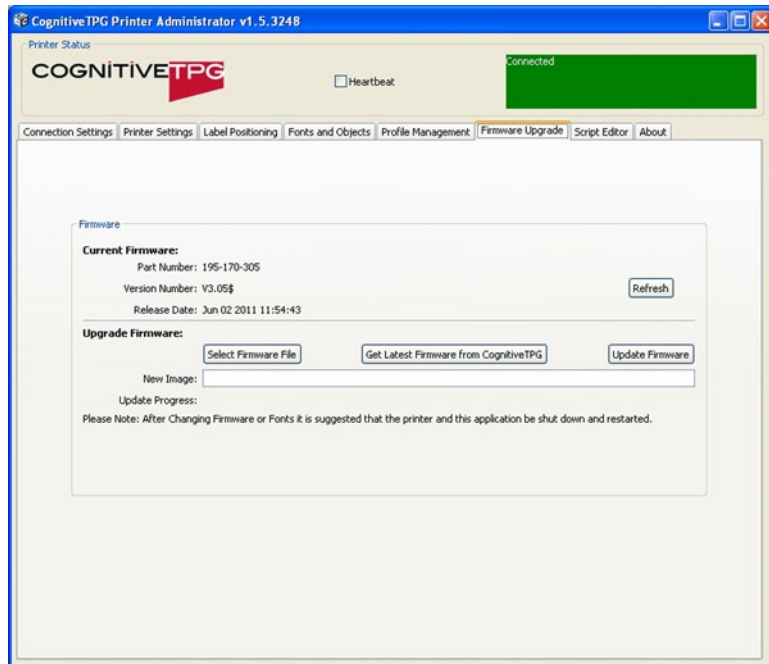 CognitiveTPG Printer Administrator v1.5.3248
Printer Status
COGNITIVETPG
Heartbeat
Connected
Connection Settings Printer Settings Label Positioning Fonts and Objects Profile Management Firmware Upgrade Script Editor About
Firmware
Current Firmware:
Part Number: 195-170-305
Version Number: V3.05$
Refresh
Release Date: Jun 02 2011 11:54:43
Upgrade Firmware:
Select Firmware File Get Latest Firmware from CognitiveTPG Update Firmware
New Image:
Update Progress:
Please Note: After Changing Firmware or Fonts it is suggested that the printer and this application be shut down and restarted.